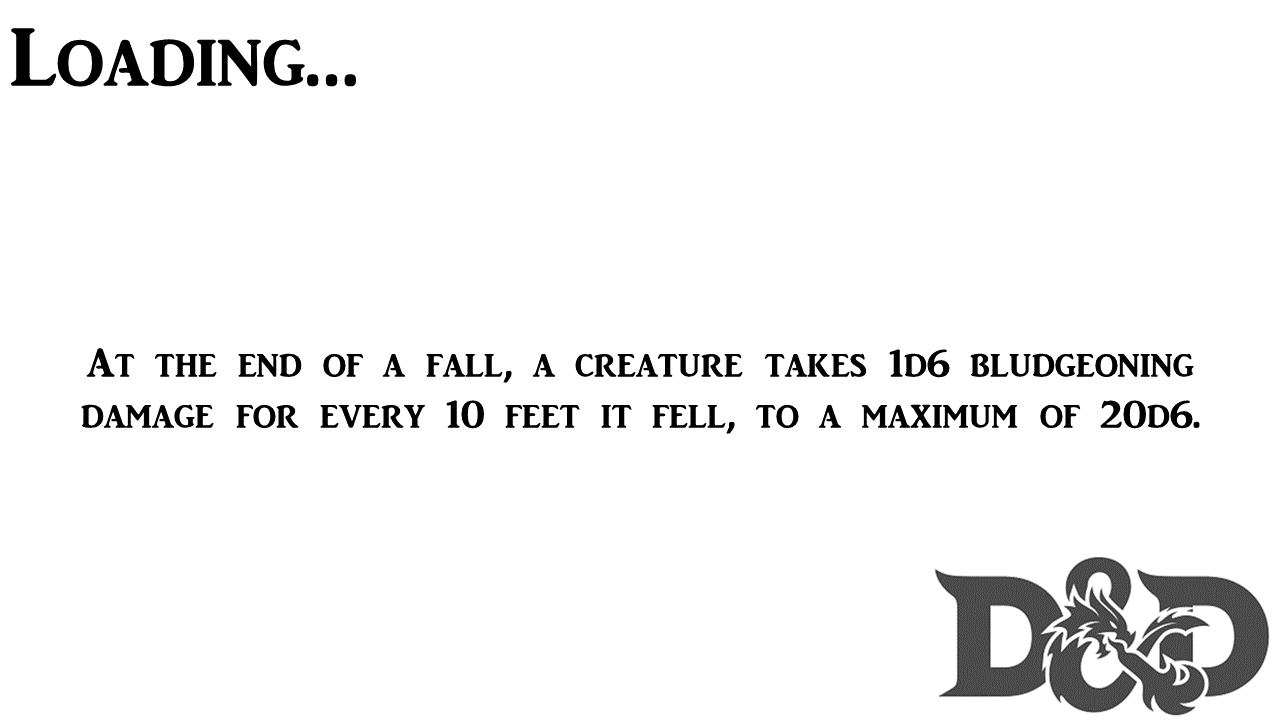 Loading...
At the end of a fall, a creature takes 1d6 bludgeoning
damage for every 10 feet it fell, to a maximum of 20d6.
D&D